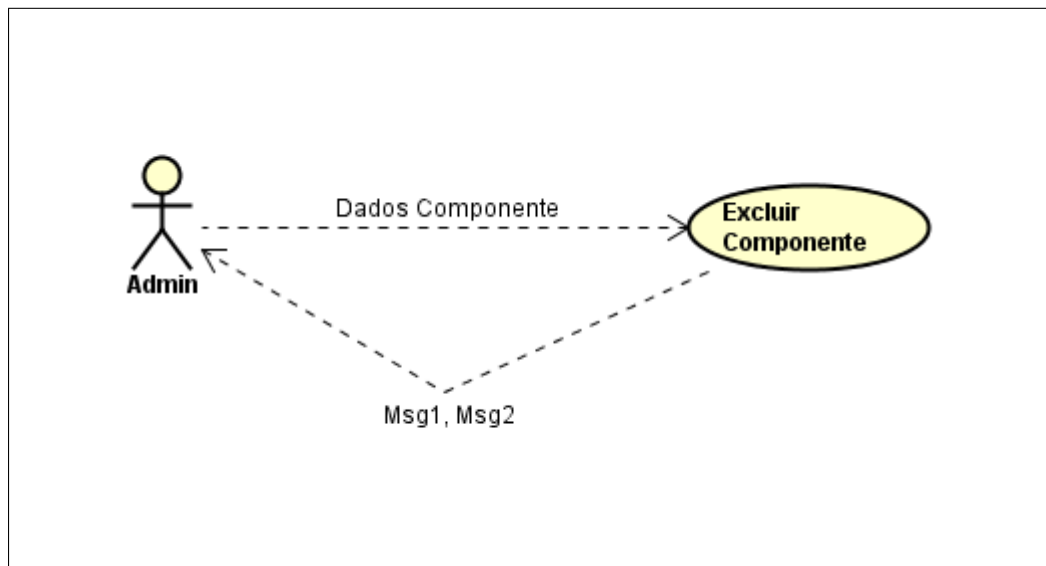 Dados Componente
Excluir
Componente
Admin
Msg1, Msg2